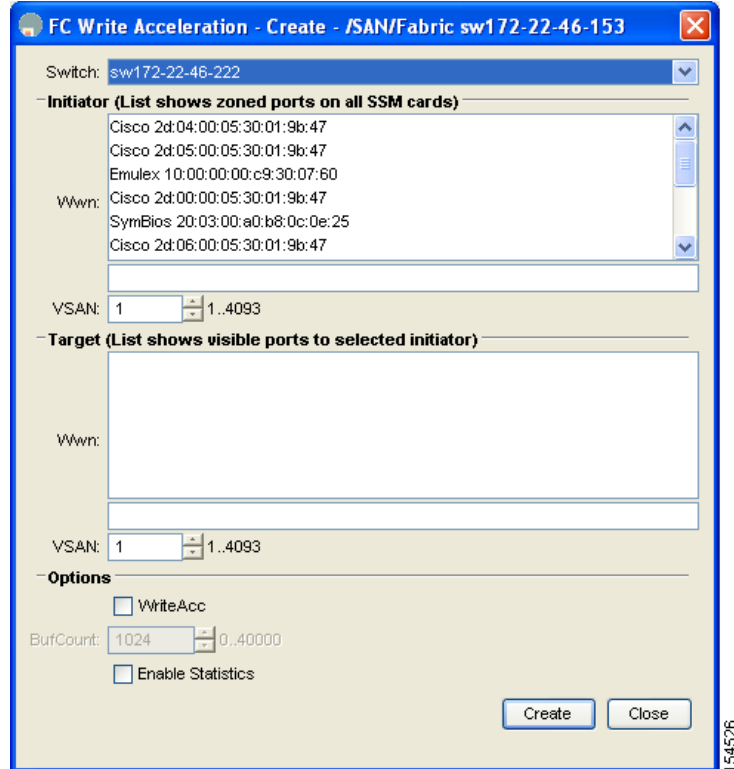 FC Write Acceleration - Create - /SAN/Fabric sw172-22-46-153
Switch: sw172-22-46-222
Initiator (List shows zoned ports on all SSM cards)
Wwn:
Cisco 2d:04:00:05:30:01:9b:47
Cisco 2d:05:00:05:30:01:9b:47
Emulex 10:00:00:00:c9:30:07:60
Cisco 2d:00:00:05:30:01:9b:47
SymBios 20:03:00:a0:b8:0c:0e:25
Cisco 2d:06:00:05:30:01:9b:47
VSAN: 1 1..4093
Target (List shows visible ports to selected initiator)
Wwn:
VSAN: 1 1..4093
Options
WriteAcc
BufCount: 1024 0..40000
Enable Statistics
Create Close
154526